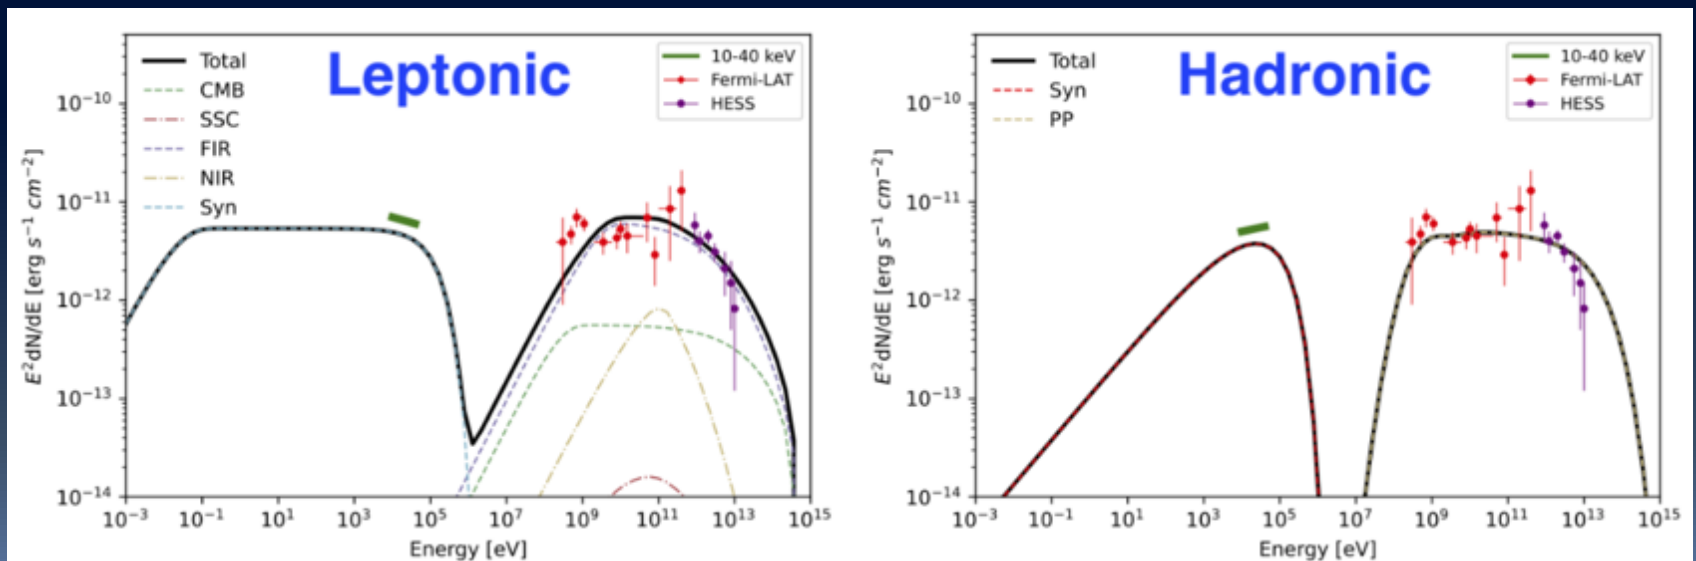 Leptonic
Total
CMB
SSC
FIR
NIR
Syn
10-40 keV
Fermi-LAT
HESS
E²dN/dE [erg s⁻¹ cm⁻²]
10⁻¹⁰
10⁻¹¹
10⁻¹²
10⁻¹³
10⁻¹⁴
10⁻³ 10⁻¹ 10¹ 10³ 10⁵ 10⁷ 10⁹ 10¹¹ 10¹³ 10¹⁵
Energy [eV]
Hadronic
Total
Syn
PP
10-40 keV
Fermi-LAT
HESS
E²dN/dE [erg s⁻¹ cm⁻²]
10⁻¹⁰
10⁻¹¹
10⁻¹²
10⁻¹³
10⁻¹⁴
10⁻³ 10⁻¹ 10¹ 10³ 10⁵ 10⁷ 10⁹ 10¹¹ 10¹³ 10¹⁵
Energy [eV]